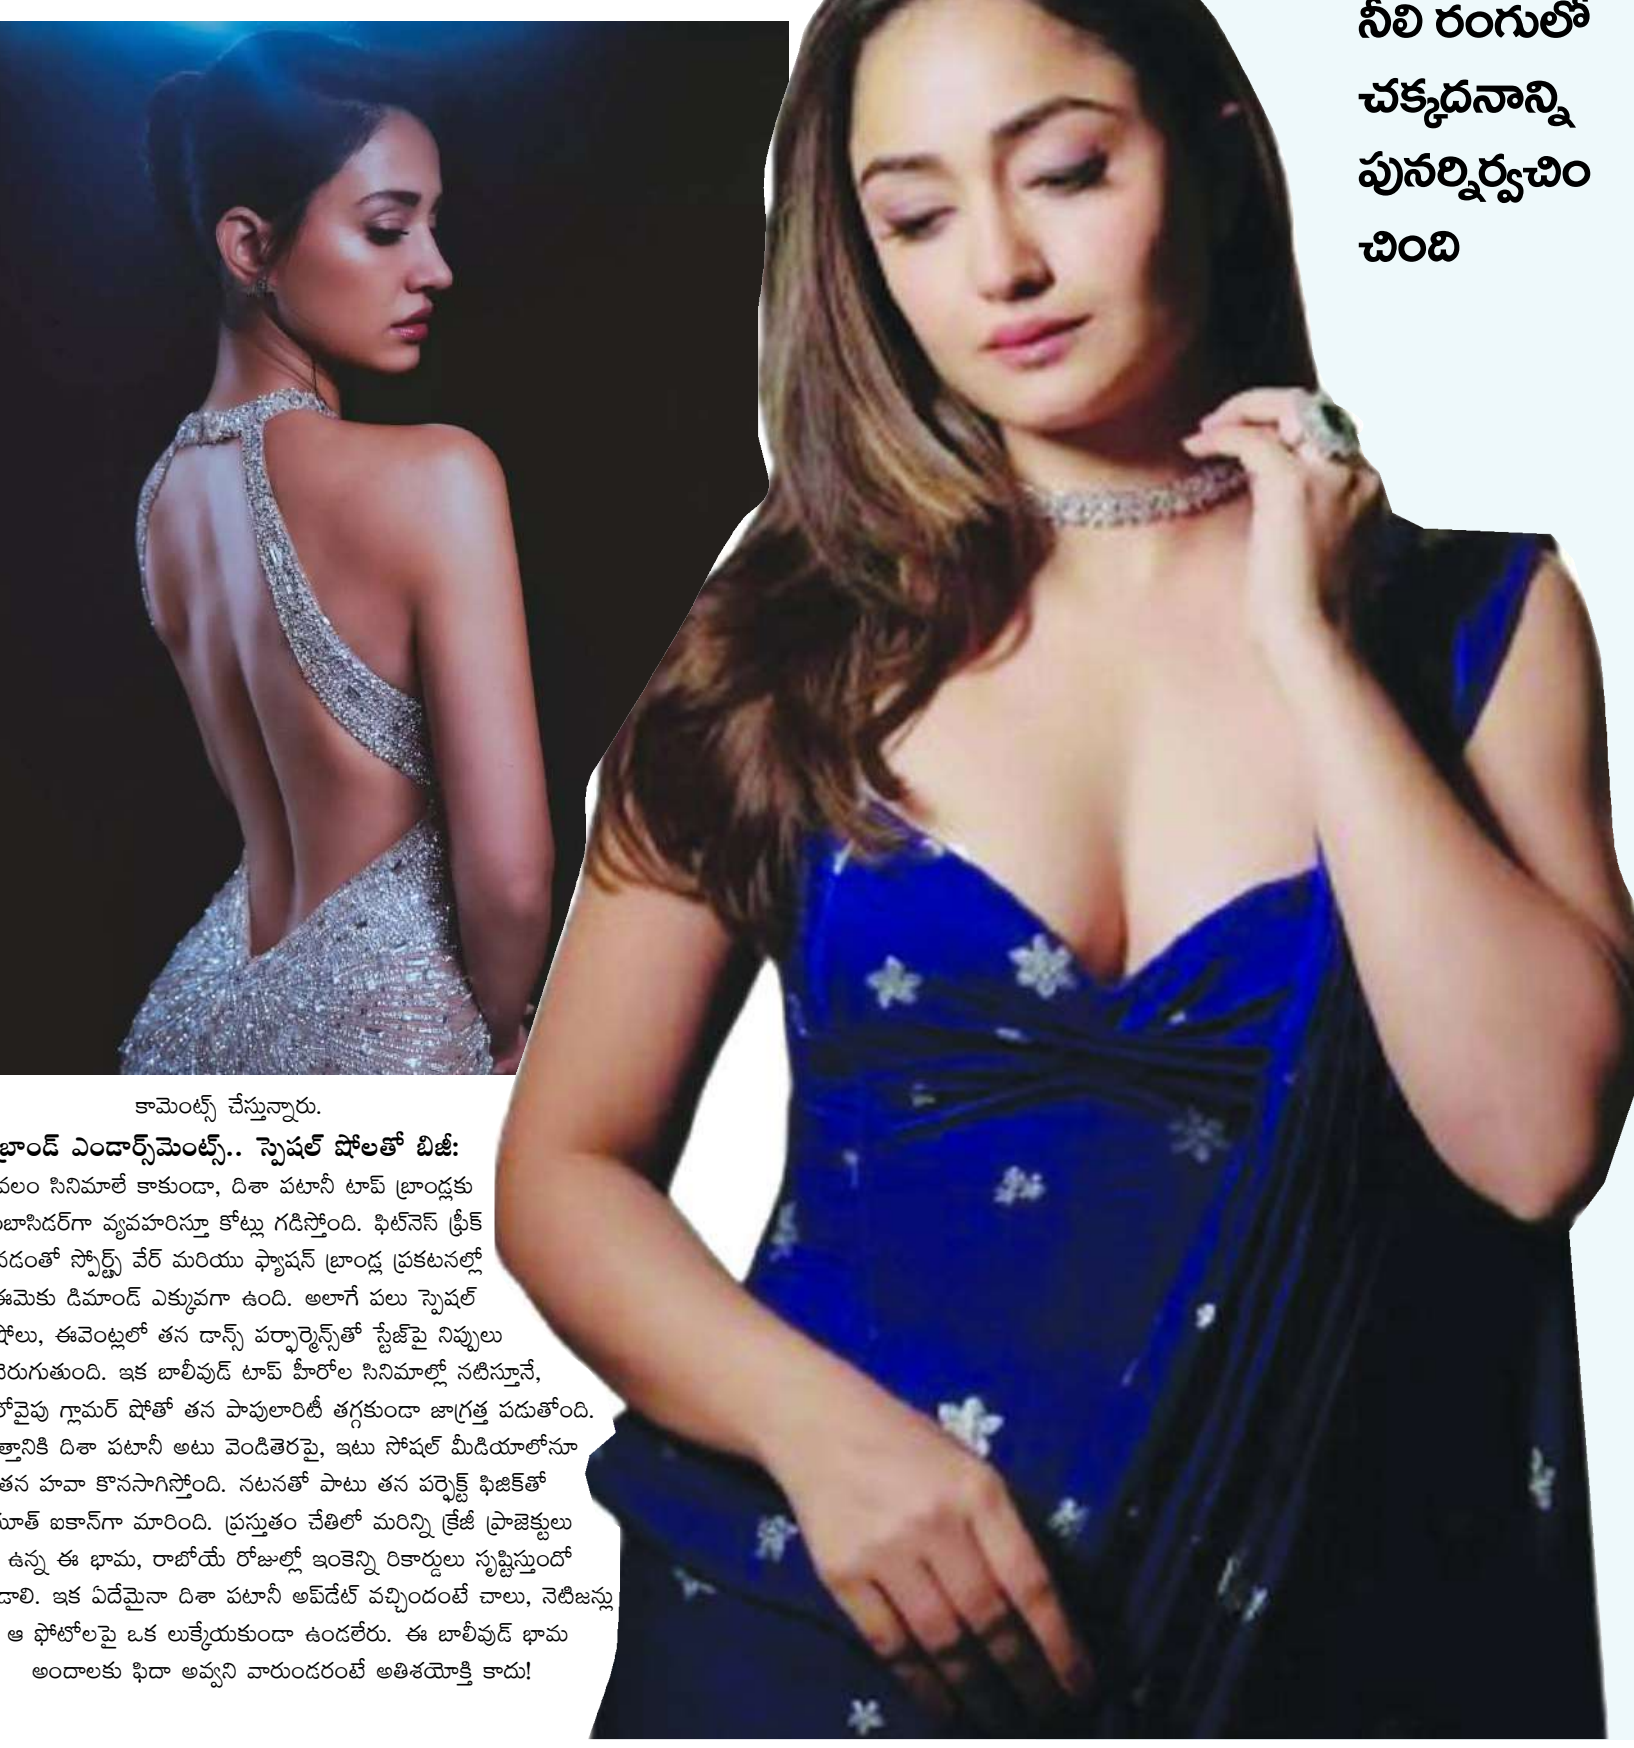 నీలి రంగులో
చక్కదనాన్ని
పునర్నిర్వచిం
చింది
కామెంట్స్ చేస్తున్నారు.
బ్రాండ్ ఎండార్స్‌మెంట్స్.. స్పెషల్ షోలతో బిజీ:
సినిమాలే కాకుండా, దిశా పటానీ టాప్ బ్రాండ్లకు
వ్యవహరిస్తూ కోట్లు గడిస్తోంది. ఫిట్‌నెస్ ఫ్రీక్
స్పోర్ట్స్ వేర్ మరియు ఫ్యాషన్ బ్రాండ్ల ప్రకటనల్లో
ఈమెకు డిమాండ్ ఎక్కువగా ఉంది. అలాగే పలు స్పెషల్
షోలు, ఈవెంట్లలో తన డాన్స్ పర్ఫార్మెన్స్‌తో స్టేజ్‌పై నిప్పులు
ఇక బాలీవుడ్ టాప్ హీరోల సినిమాల్లో నటిస్తూనే,
గ్లామర్ షోతో తన పాపులారిటీ తగ్గకుండా జాగ్రత్త పడుతోంది.
దిశా పటానీ అటు వెండితెరపై, ఇటు సోషల్ మీడియాలోనూ
తన హవా కొనసాగిస్తోంది. నటనతో పాటు తన పర్ఫెక్ట్ ఫిజిక్‌తో
ఐకాన్‌గా మారింది. ప్రస్తుతం చేతిలో మరిన్ని క్రేజీ ప్రాజెక్టులు
ఉన్న ఈ భామ, రాబోయే రోజుల్లో ఇంకెన్ని రికార్డులు సృష్టిస్తుందో
ఇక ఏదేమైనా దిశా పటానీ అప్‌డేట్ వచ్చిందంటే చాలు, నెటిజన్లు
ఆ ఫోటోలపై ఒక లుక్కేయకుండా ఉండలేరు. ఈ బాలీవుడ్ భామ
అందాలకు ఫిదా అవ్వని వారుండరంటే అతిశయోక్తి కాదు!